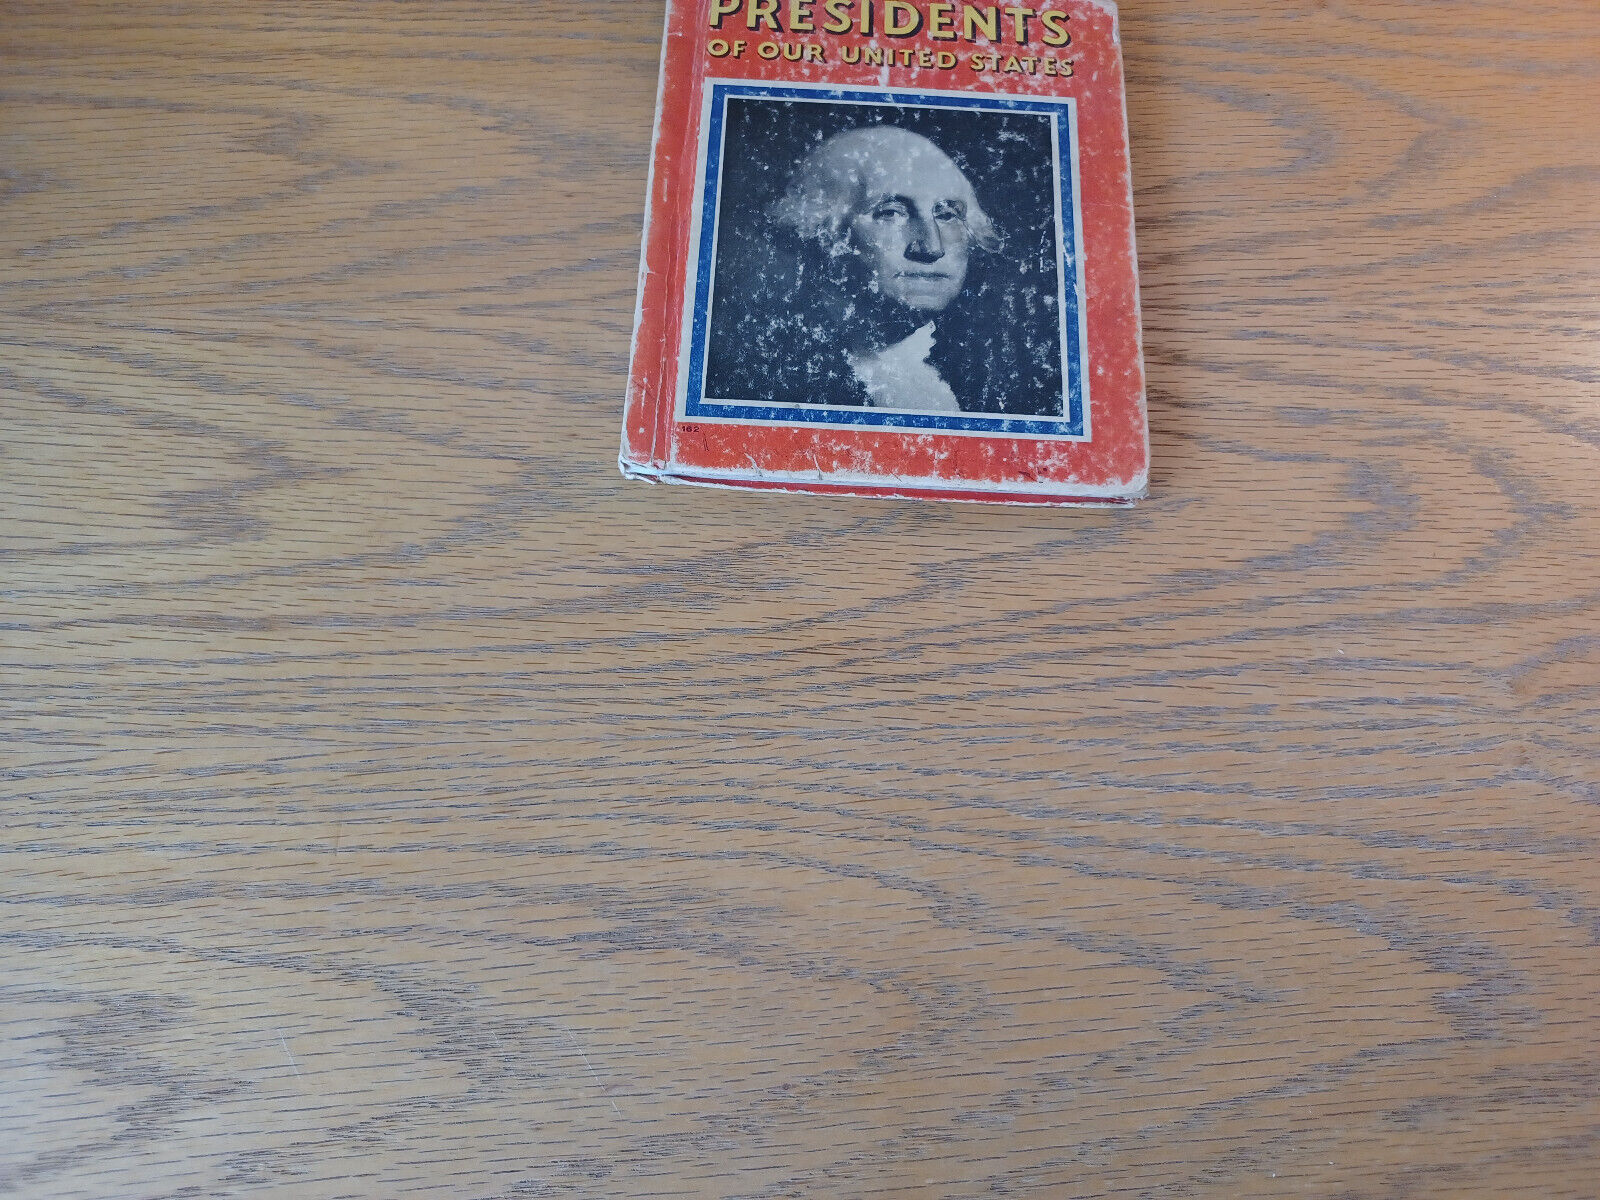 PRESIDENTS
OF OUR UNITED STATES
162